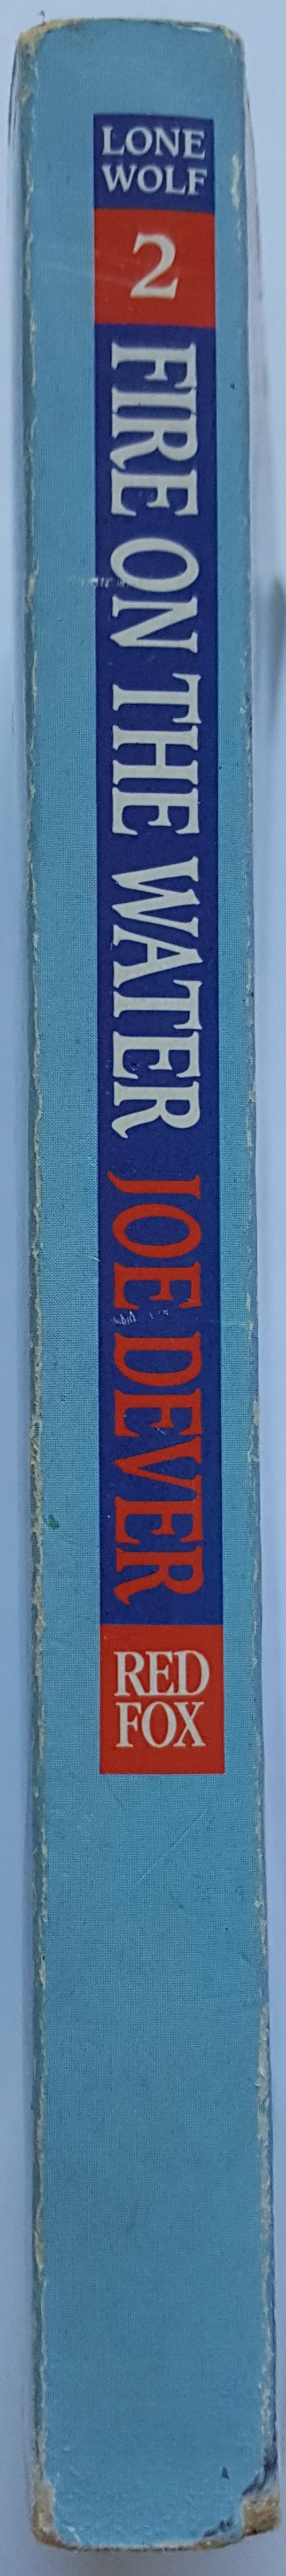 LONE
WOLF
2
FIRE ON THE WATER JOE DEVER
RED
FOX